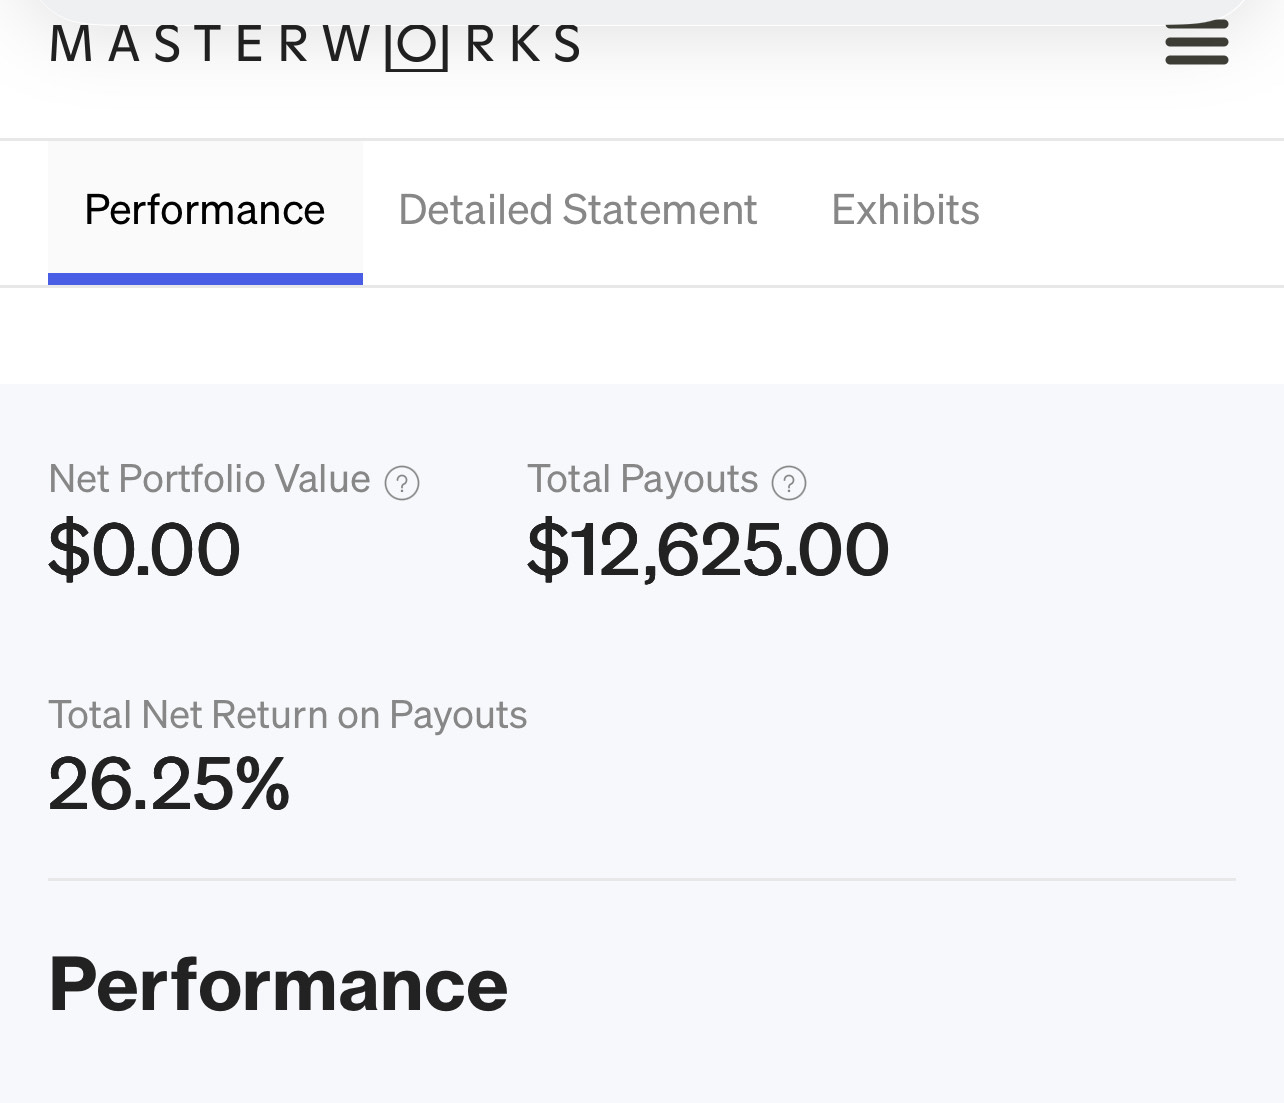 MASTERWORKS
Performance Detailed Statement Exhibits
Net Portfolio Value ? Total Payouts ?
$0.00 $12,625.00
Total Net Return on Payouts
26.25%
Performance